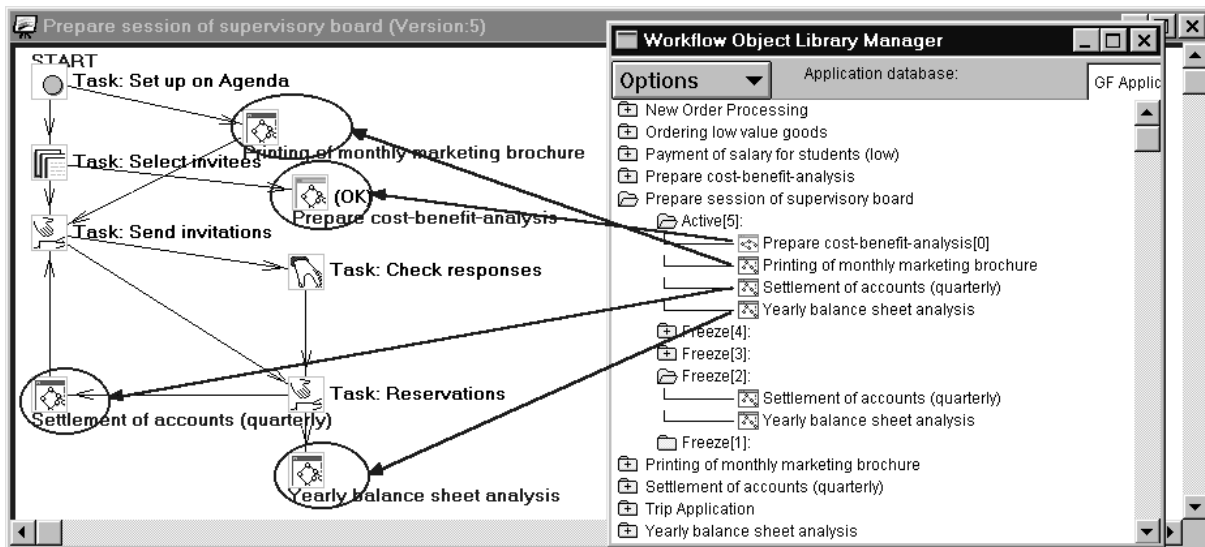 Prepare session of supervisory board (Version:5)
START
Task: Set up on Agenda
Printing of monthly marketing brochure
Task: Select invitees
(OK)
Prepare cost-benefit-analysis
Task: Send invitations
Task: Check responses
Task: Reservations
Settlement of accounts (quarterly)
Yearly balance sheet analysis
Workflow Object Library Manager
Options
Application database:
GF Applic
New Order Processing
Ordering low value goods
Payment of salary for students (low)
Prepare cost-benefit-analysis
Prepare session of supervisory board
Active[5]:
Prepare cost-benefit-analysis[0]
Printing of monthly marketing brochure
Settlement of accounts (quarterly)
Yearly balance sheet analysis
Freeze[4]:
Freeze[3]:
Freeze[2]:
Settlement of accounts (quarterly)
Yearly balance sheet analysis
Freeze[1]:
Printing of monthly marketing brochure
Settlement of accounts (quarterly)
Trip Application
Yearly balance sheet analysis